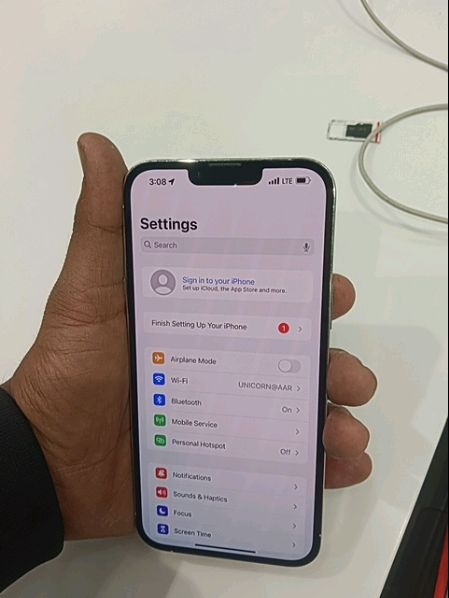 3:08
LTE
Settings
Search
Sign in to your iPhone
Set up iCloud, the App Store and more.
Finish Setting Up Your iPhone 1
Airplane Mode
Wi-Fi UNICORN@AAR
Bluetooth On
Mobile Service
Personal Hotspot Off
Notifications
Sounds & Haptics
Focus
Screen Time